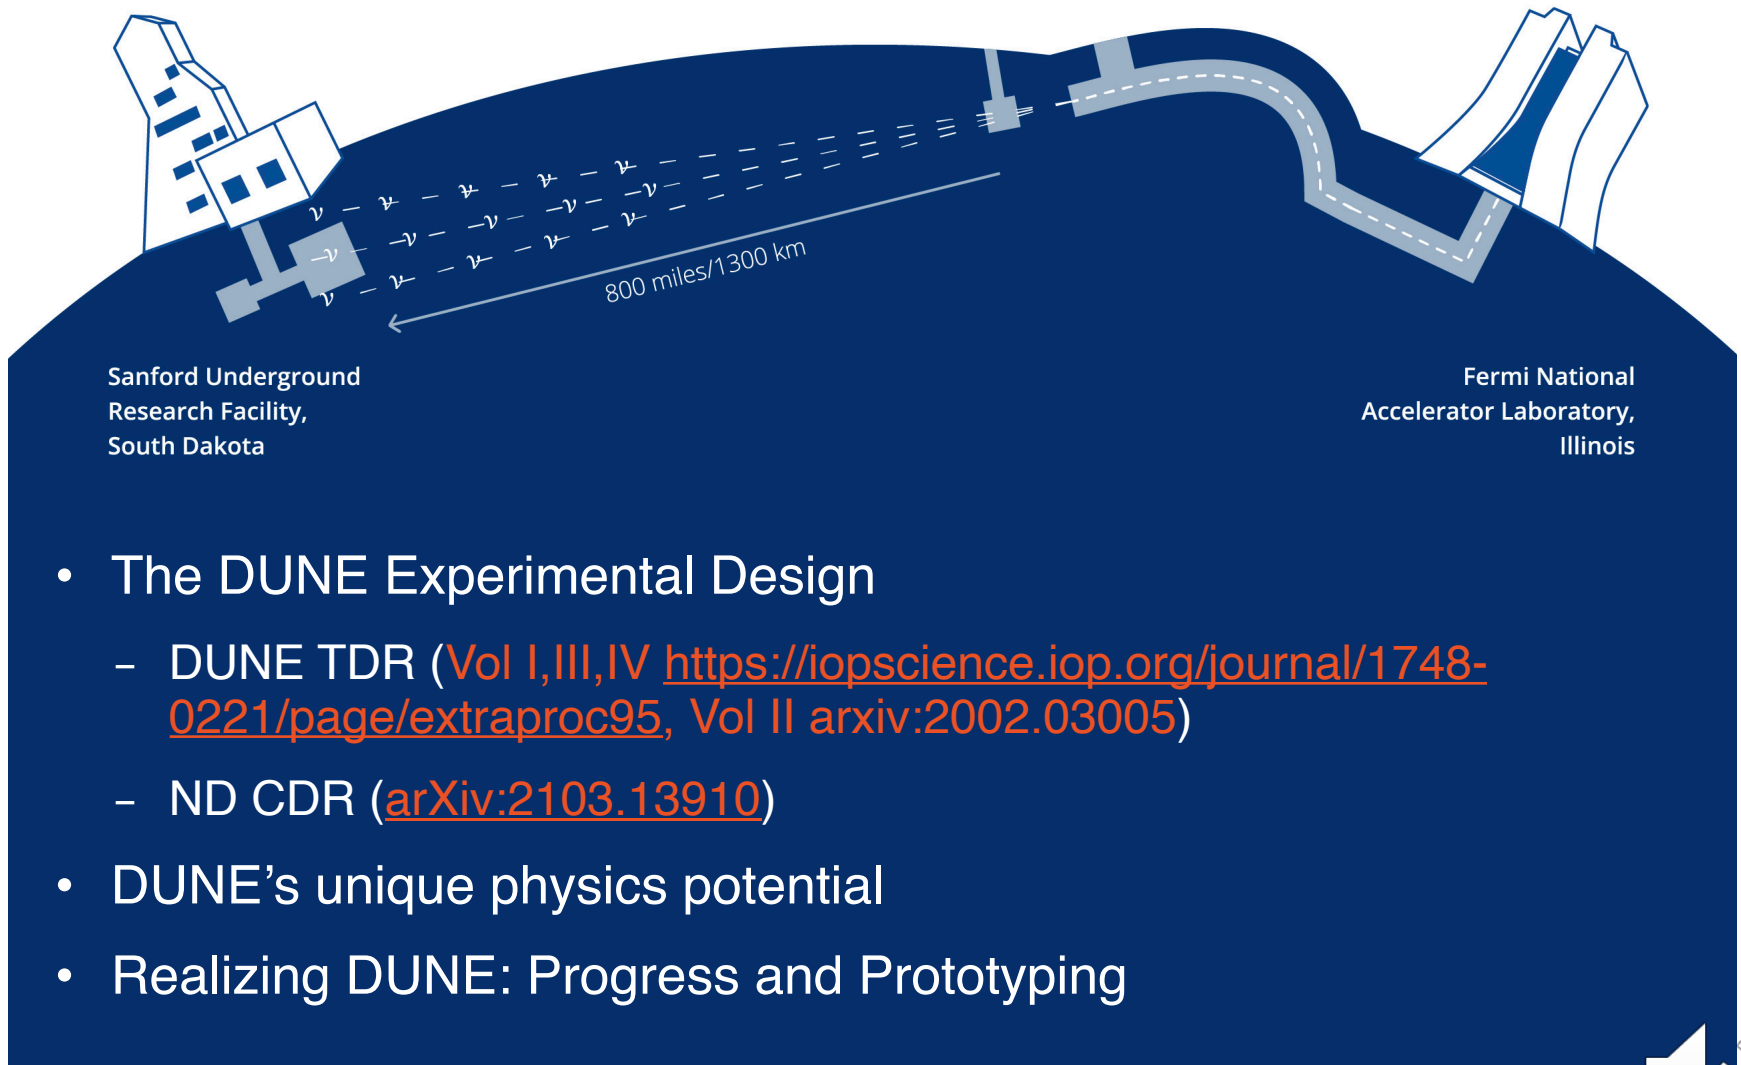 800 miles/1300 km
Sanford Underground
Research Facility,
South Dakota
Fermi National
Accelerator Laboratory,
Illinois
• The DUNE Experimental Design
– DUNE TDR (Vol I,III,IV https://iopscience.iop.org/journal/1748-
0221/page/extraproc95, Vol II arxiv:2002.03005)
– ND CDR (arXiv:2103.13910)
• DUNE’s unique physics potential
• Realizing DUNE: Progress and Prototyping